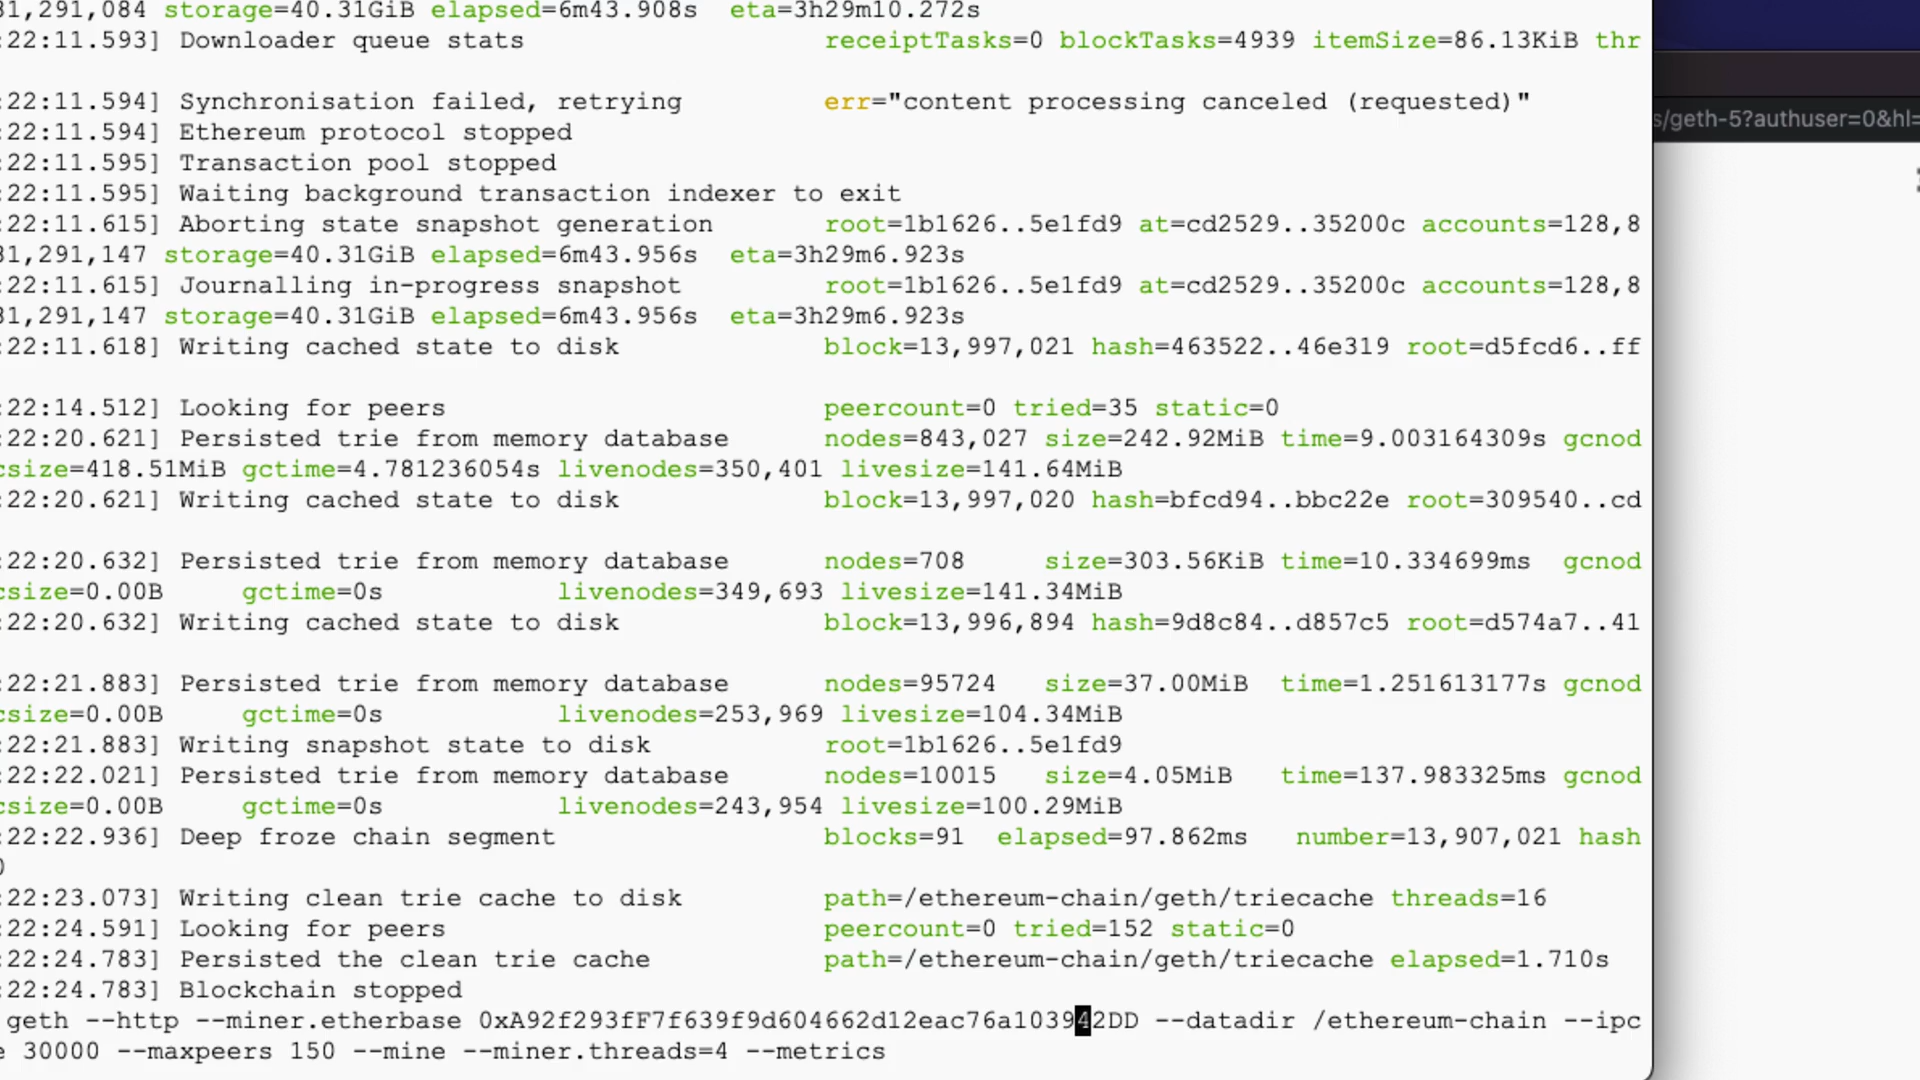 31,291,084 storage=40.31GiB elapsed=6m43.908s eta=3h29m10.272s
:22:11.593] Downloader queue stats receiptTasks=0 blockTasks=4939 itemSize=86.13KiB thr
:22:11.594] Synchronisation failed, retrying err="content processing canceled (requested)"
:22:11.594] Ethereum protocol stopped
s/geth-5?authuser=0&hl=
:22:11.595] Transaction pool stopped
:22:11.595] Waiting background transaction indexer to exit
:22:11.615] Aborting state snapshot generation root=1b1626..5e1fd9 at=cd2529..35200c accounts=128,8
31,291,147 storage=40.31GiB elapsed=6m43.956s eta=3h29m6.923s
:22:11.615] Journalling in-progress snapshot root=1b1626..5e1fd9 at=cd2529..35200c accounts=128,8
31,291,147 storage=40.31GiB elapsed=6m43.956s eta=3h29m6.923s
:22:11.618] Writing cached state to disk block=13,997,021 hash=463522..46e319 root=d5fcd6..ff
:22:14.512] Looking for peers peercount=0 tried=35 static=0
:22:20.621] Persisted trie from memory database nodes=843,027 size=242.92MiB time=9.003164309s gcnod
csize=418.51MiB gctime=4.781236054s livenodes=350,401 livesize=141.64MiB
:22:20.621] Writing cached state to disk block=13,997,020 hash=bfcd94..bbc22e root=309540..cd
:22:20.632] Persisted trie from memory database nodes=708 size=303.56KiB time=10.334699ms gcnod
csize=0.00B gctime=0s livenodes=349,693 livesize=141.34MiB
:22:20.632] Writing cached state to disk block=13,996,894 hash=9d8c84..d857c5 root=d574a7..41
:22:21.883] Persisted trie from memory database nodes=95724 size=37.00MiB time=1.251613177s gcnod
csize=0.00B gctime=0s livenodes=253,969 livesize=104.34MiB
:22:21.883] Writing snapshot state to disk root=1b1626..5e1fd9
:22:22.021] Persisted trie from memory database nodes=10015 size=4.05MiB time=137.983325ms gcnod
csize=0.00B gctime=0s livenodes=243,954 livesize=100.29MiB
:22:22.936] Deep froze chain segment blocks=91 elapsed=97.862ms number=13,907,021 hash
0
:22:23.073] Writing clean trie cache to disk path=/ethereum-chain/geth/triecache threads=16
:22:24.591] Looking for peers peercount=0 tried=152 static=0
:22:24.783] Persisted the clean trie cache path=/ethereum-chain/geth/triecache elapsed=1.710s
:22:24.783] Blockchain stopped
geth --http --miner.etherbase 0xA92f293fF7f639f9d604662d12eac76a103942DD --datadir /ethereum-chain --ipc
e 30000 --maxpeers 150 --mine --miner.threads=4 --metrics